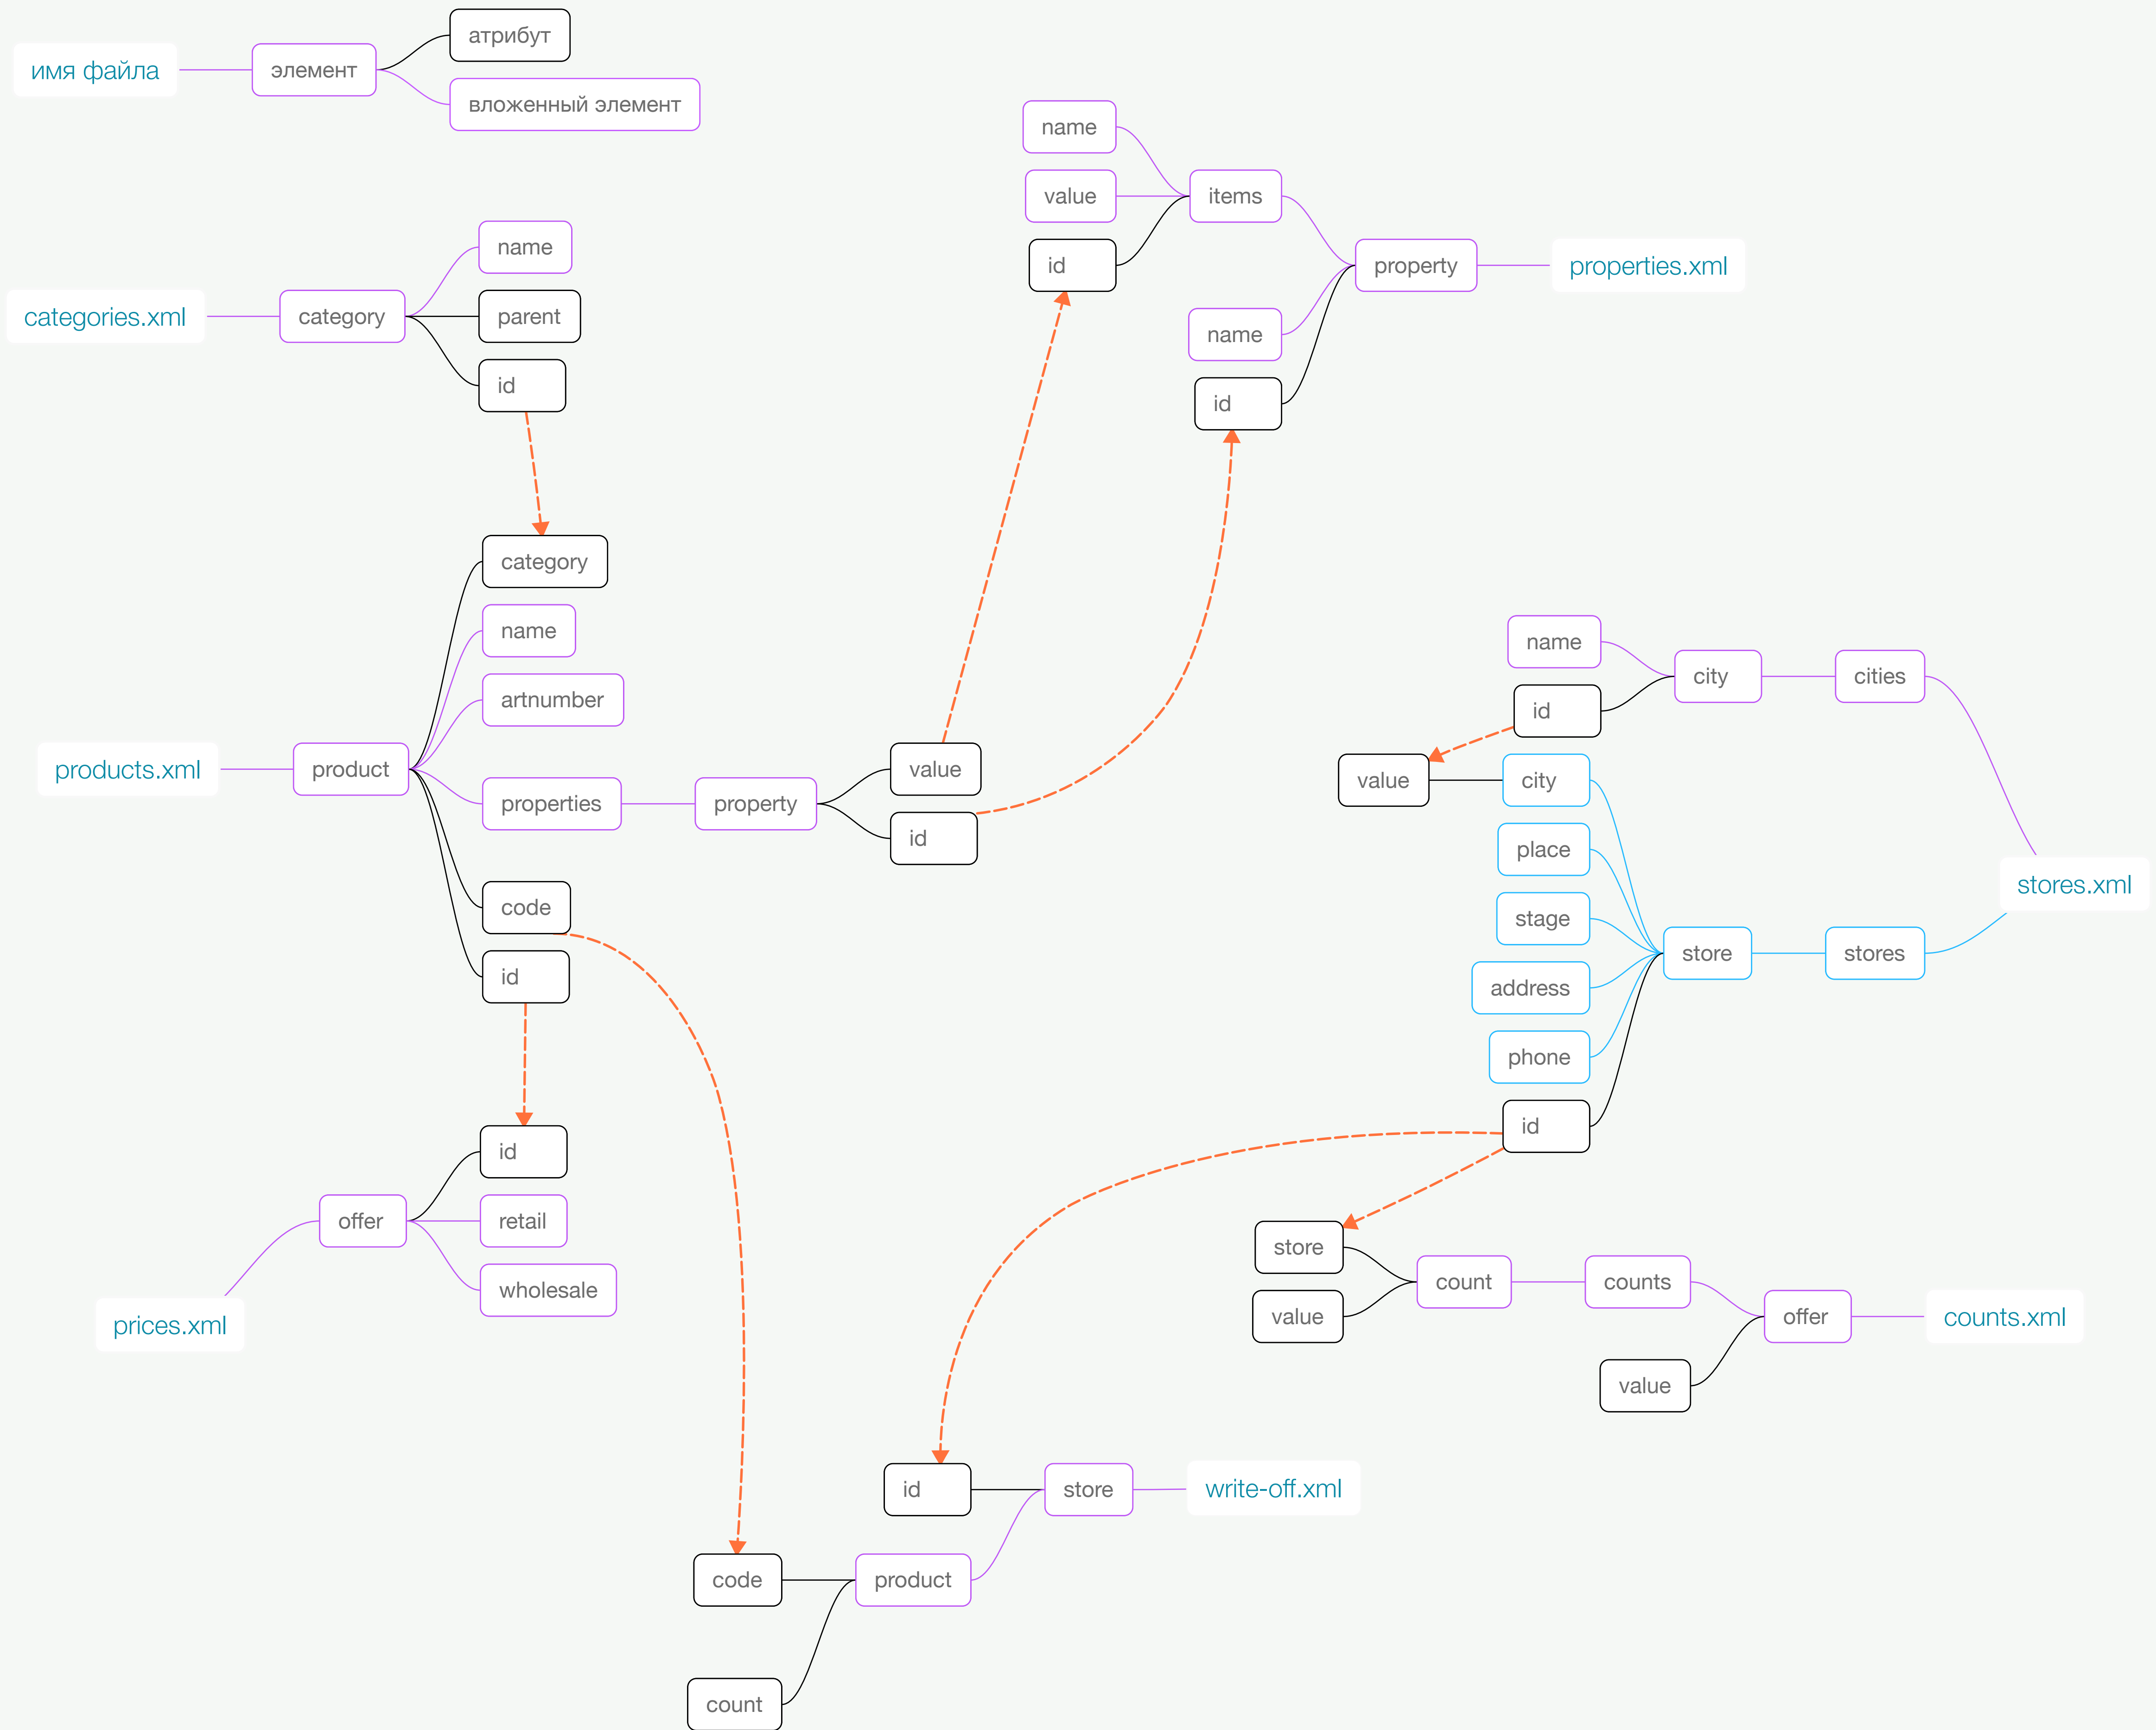 имя файла
элемент
атрибут
вложенный элемент
categories.xml
category
name
parent
id
name
value
id
items
name
id
property
properties.xml
products.xml
product
category
name
artnumber
properties
property
value
id
code
id
name
id
city
cities
value
city
place
stage
address
phone
id
store
stores
stores.xml
id
retail
wholesale
offer
prices.xml
store
value
count
counts
value
offer
counts.xml
id
store
write-off.xml
code
product
count